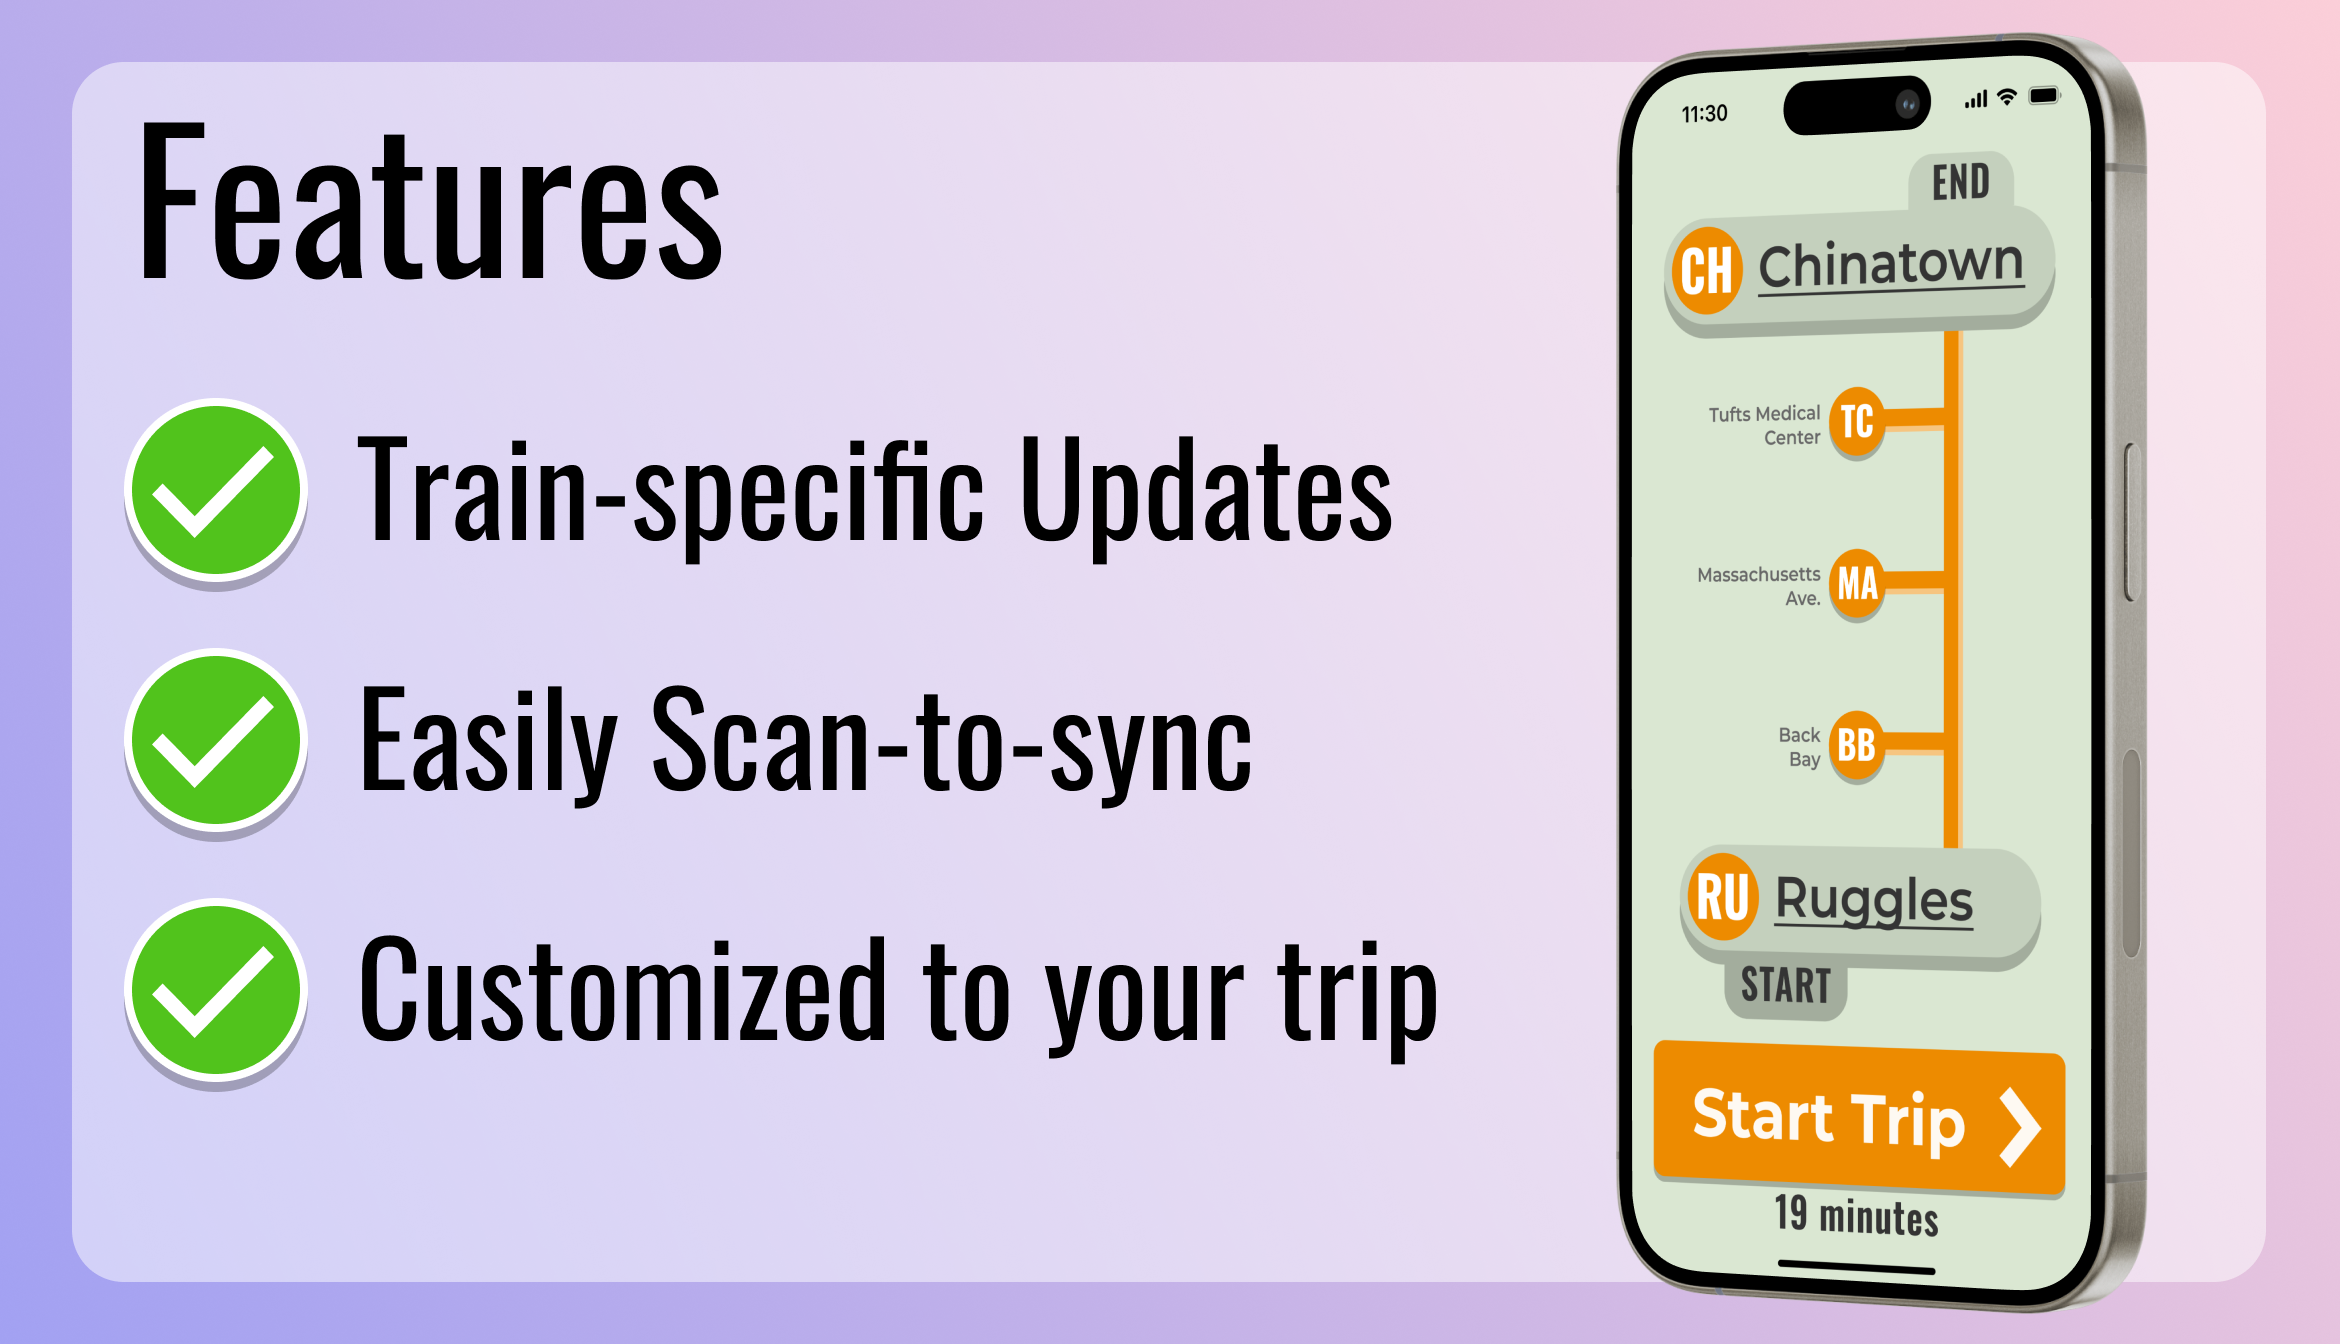 Features
Train-specific Updates
Easily Scan-to-sync
Customized to your trip
11:30
END
CH Chinatown
Tufts Medical
Center
TC
Massachusetts
Ave.
MA
Back
Bay
BB
RU Ruggles
START
Start Trip
19 minutes